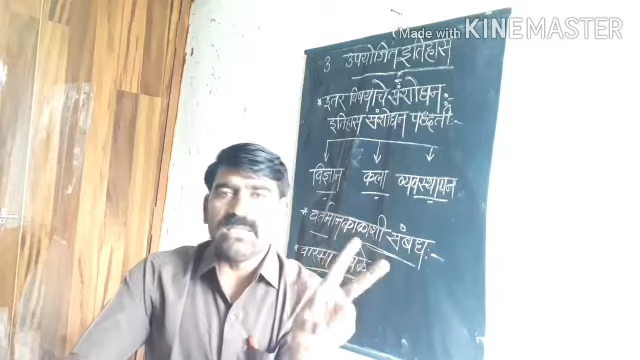 Made with KINEMASTER
3 उपयोजित इतिहास
* इतर विषयाचे संशोधन :
इतिहास संशोधन पद्धती :-
विज्ञान कला व्यवस्थापन
* वर्तमानकाळाशी संबंध :-
* वारसा